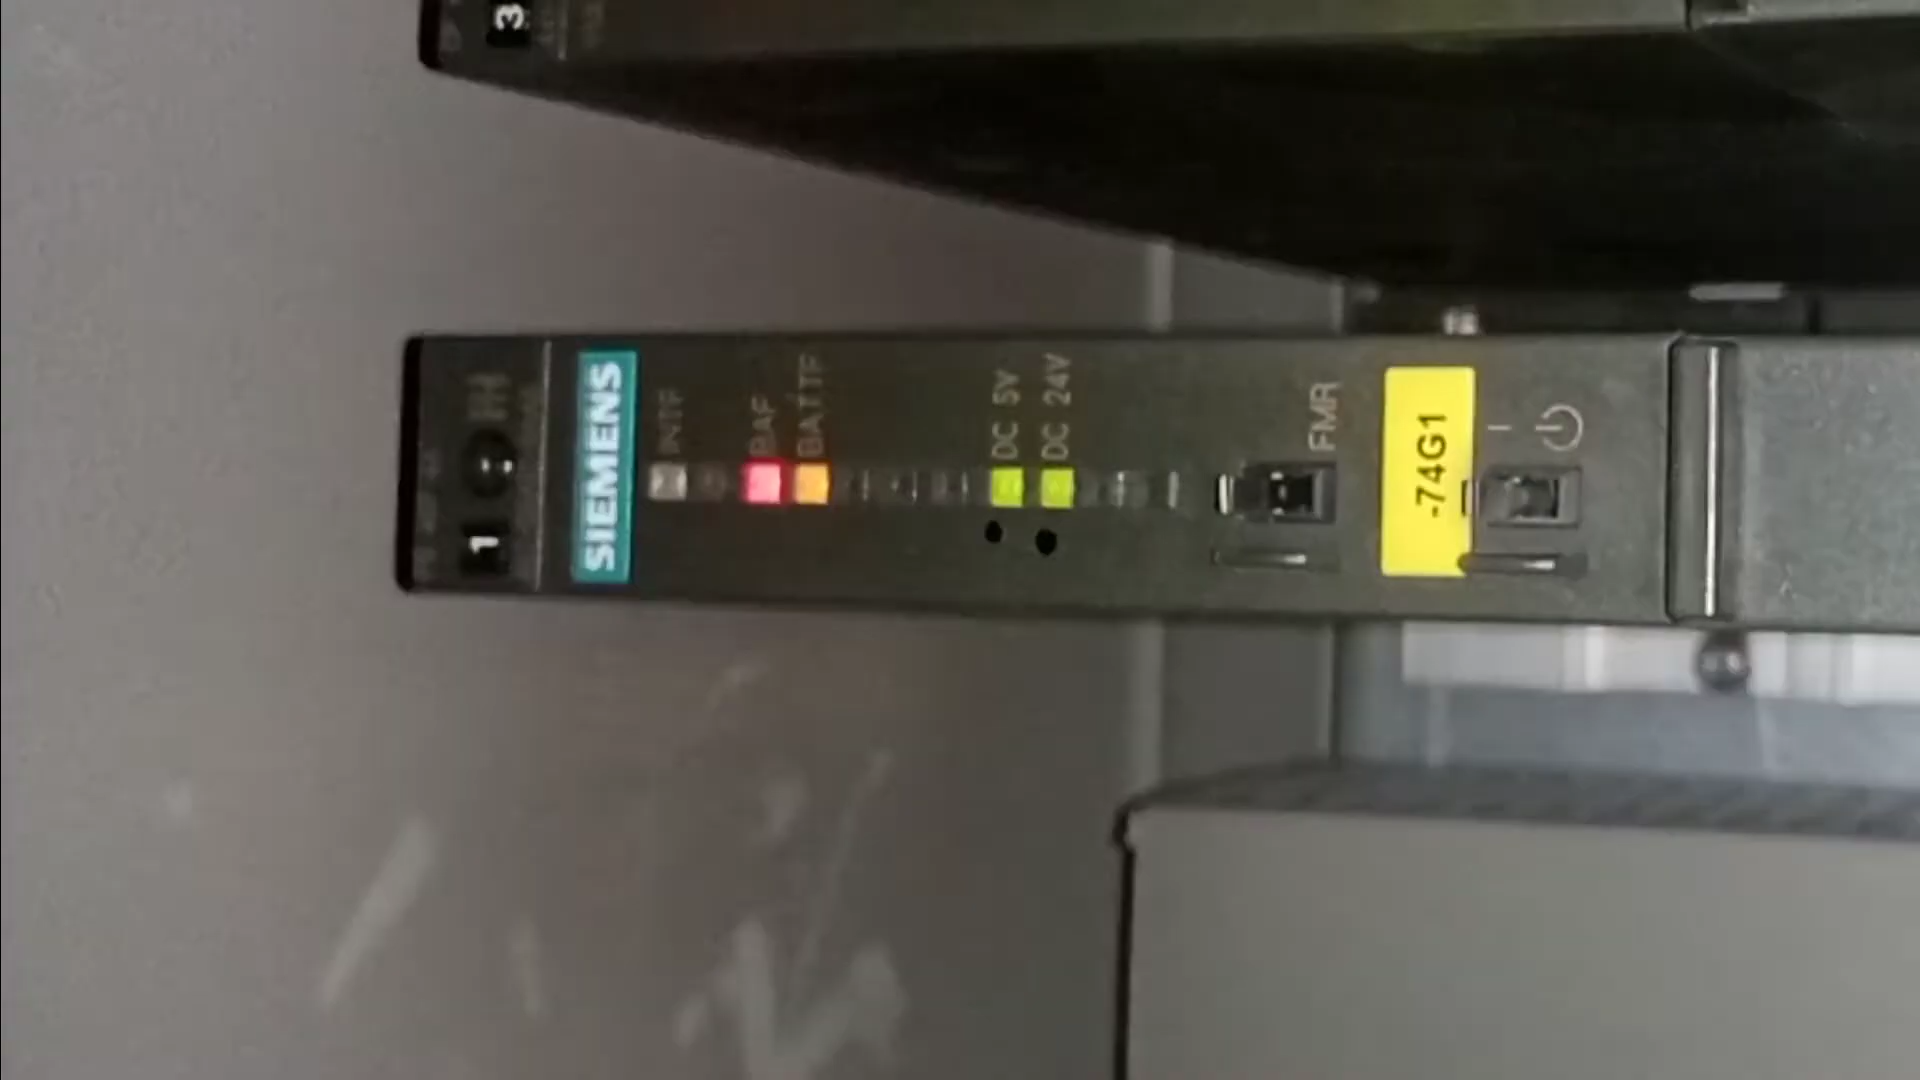 3
1
SIEMENS
INTF
BAF
BATTF
DC 5V
DC 24V
FMR
-74G1